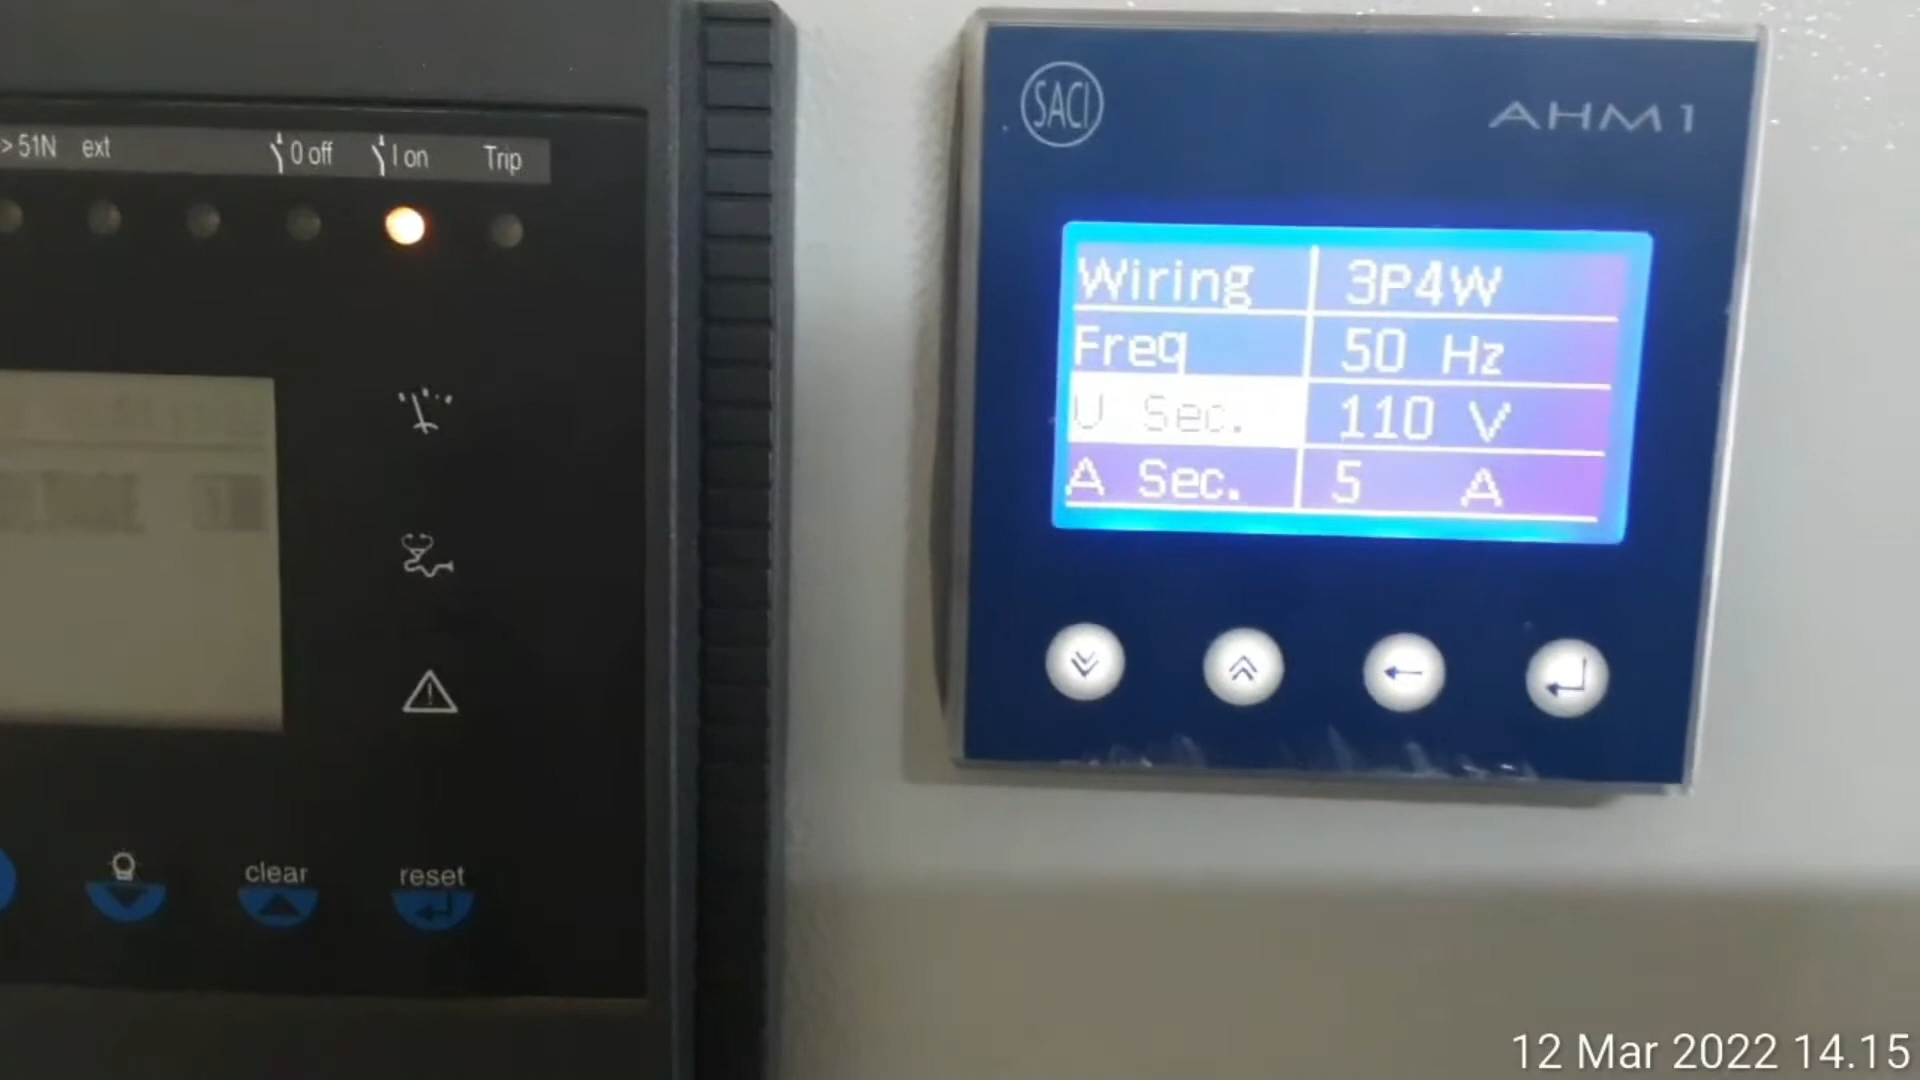 > 51N ext 0 off I on Trip
clear reset
SACI AHM1
Wiring 3P4W
Freq 50 Hz
U Sec. 110 V
A Sec. 5 A
12 Mar 2022 14.15